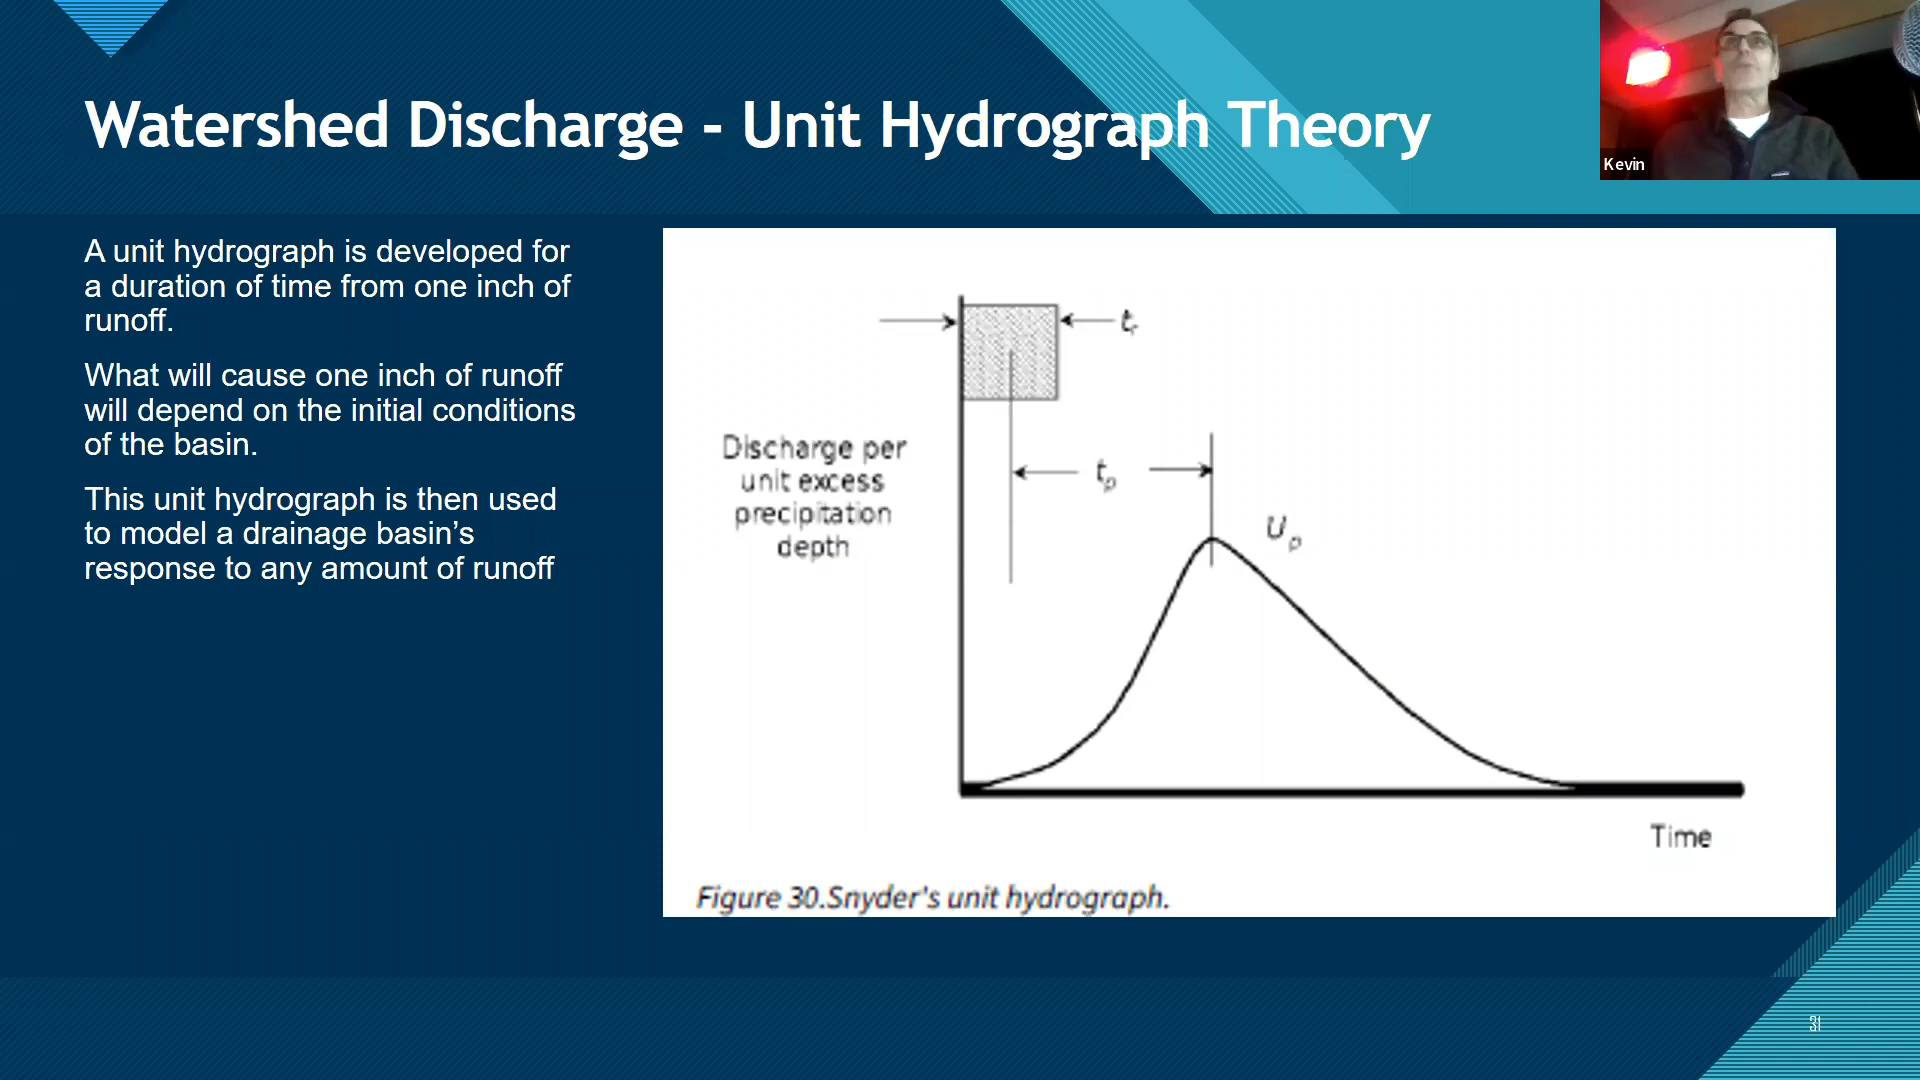 Watershed Discharge - Unit Hydrograph Theory
Kevin
A unit hydrograph is developed for
a duration of time from one inch of
runoff.
What will cause one inch of runoff
will depend on the initial conditions
of the basin.
This unit hydrograph is then used
to model a drainage basin’s
response to any amount of runoff
tr
Discharge per
unit excess
precipitation
depth
tp
Up
Time
Figure 30.Snyder's unit hydrograph.
31